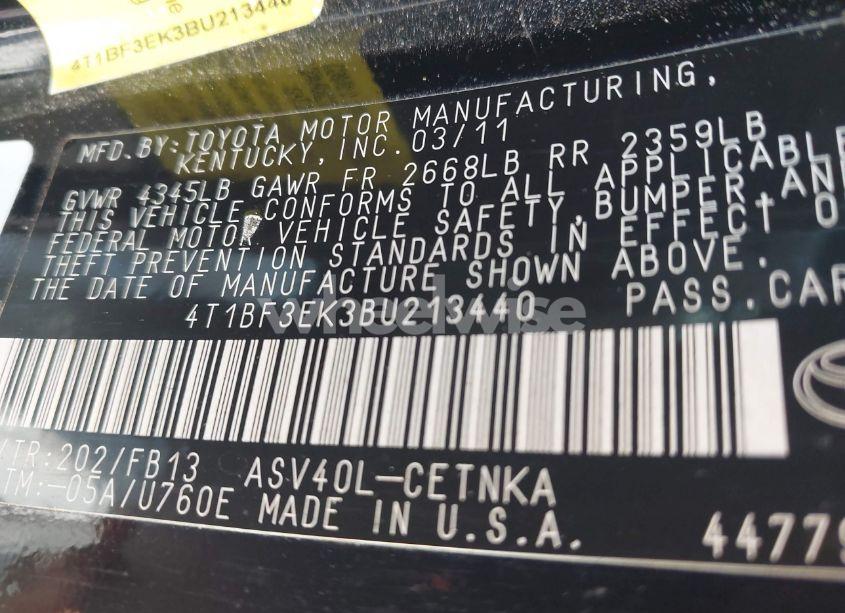 4T1BF3EK3BU213440
MFD. BY: TOYOTA MOTOR MANUFACTURING,
KENTUCKY, INC. 03/11
GVWR 4345LB GAWR FR 2668LB RR 2359LB
THIS VEHICLE CONFORMS TO ALL APPLICABLE
FEDERAL MOTOR VEHICLE SAFETY, BUMPER, AND
THEFT PREVENTION STANDARDS IN EFFECT O
THE DATE OF MANUFACTURE SHOWN ABOVE.
4T1BF3EK3BU213440 PASS. CAR
wheelwise
/TR:202/FB13 ASV40L-CETNKA
TM:-05A/U760E MADE IN U.S.A. 44779